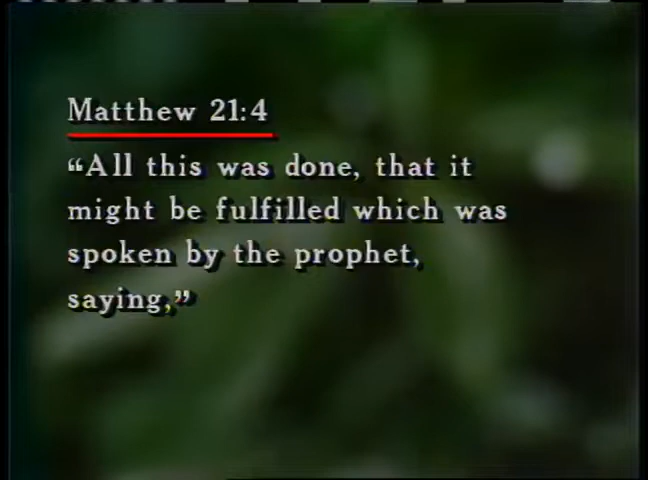 Matthew 21:4
“All this was done, that it
might be fulfilled which was
spoken by the prophet,
saying,”